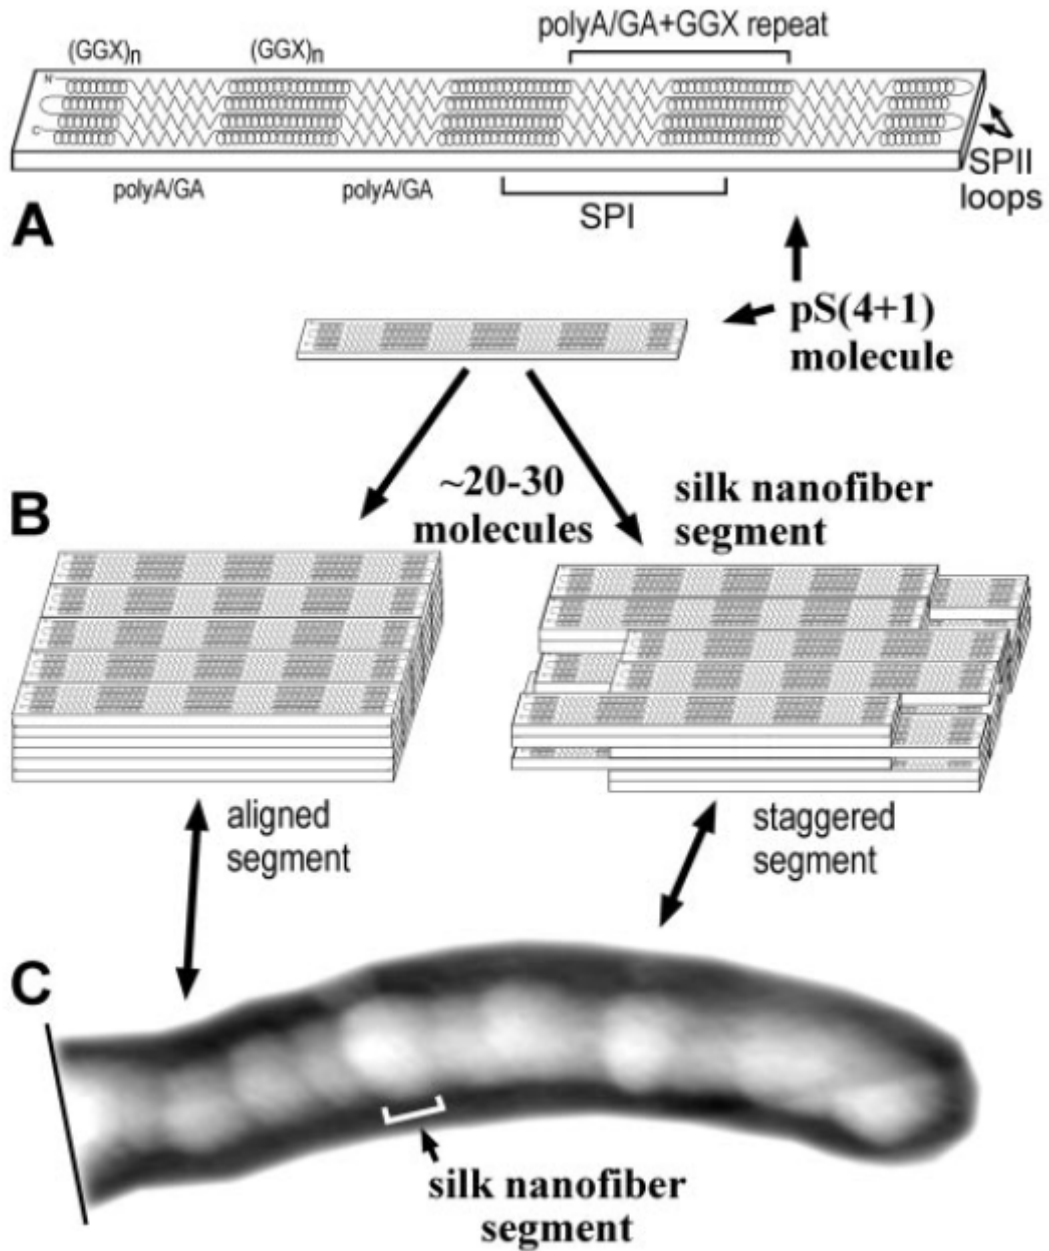 polyA/GA+GGX repeat
(GGX)n
(GGX)n
N
C
SPII
loops
polyA/GA
polyA/GA
SPI
A
pS(4+1)
molecule
~20-30
molecules
silk nanofiber
segment
B
aligned
segment
staggered
segment
C
silk nanofiber
segment